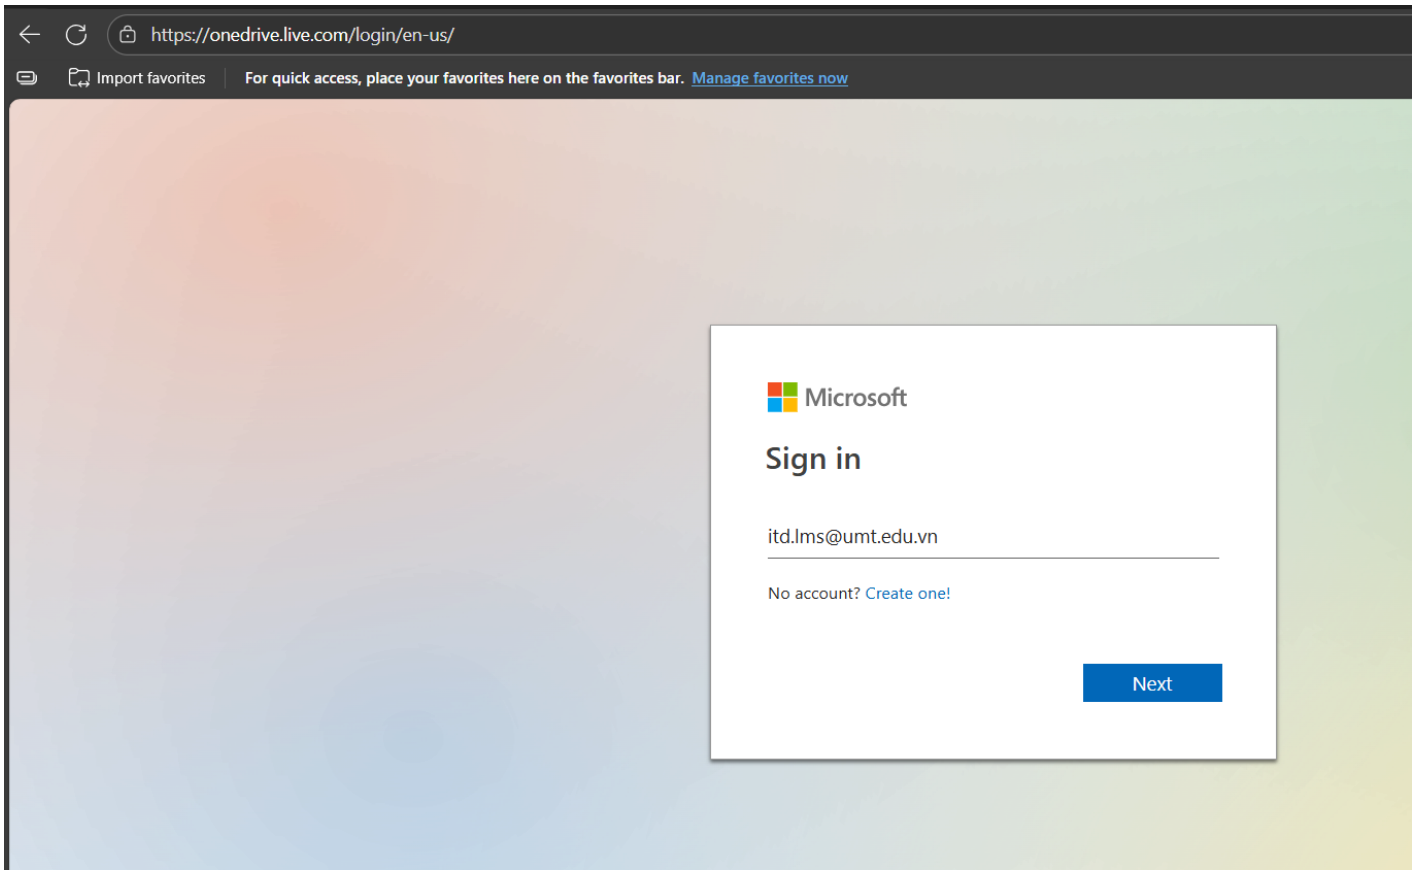 https://onedrive.live.com/login/en-us/
Import favorites For quick access, place your favorites here on the favorites bar. Manage favorites now
Microsoft
Sign in
itd.lms@umt.edu.vn
No account? Create one!
Next